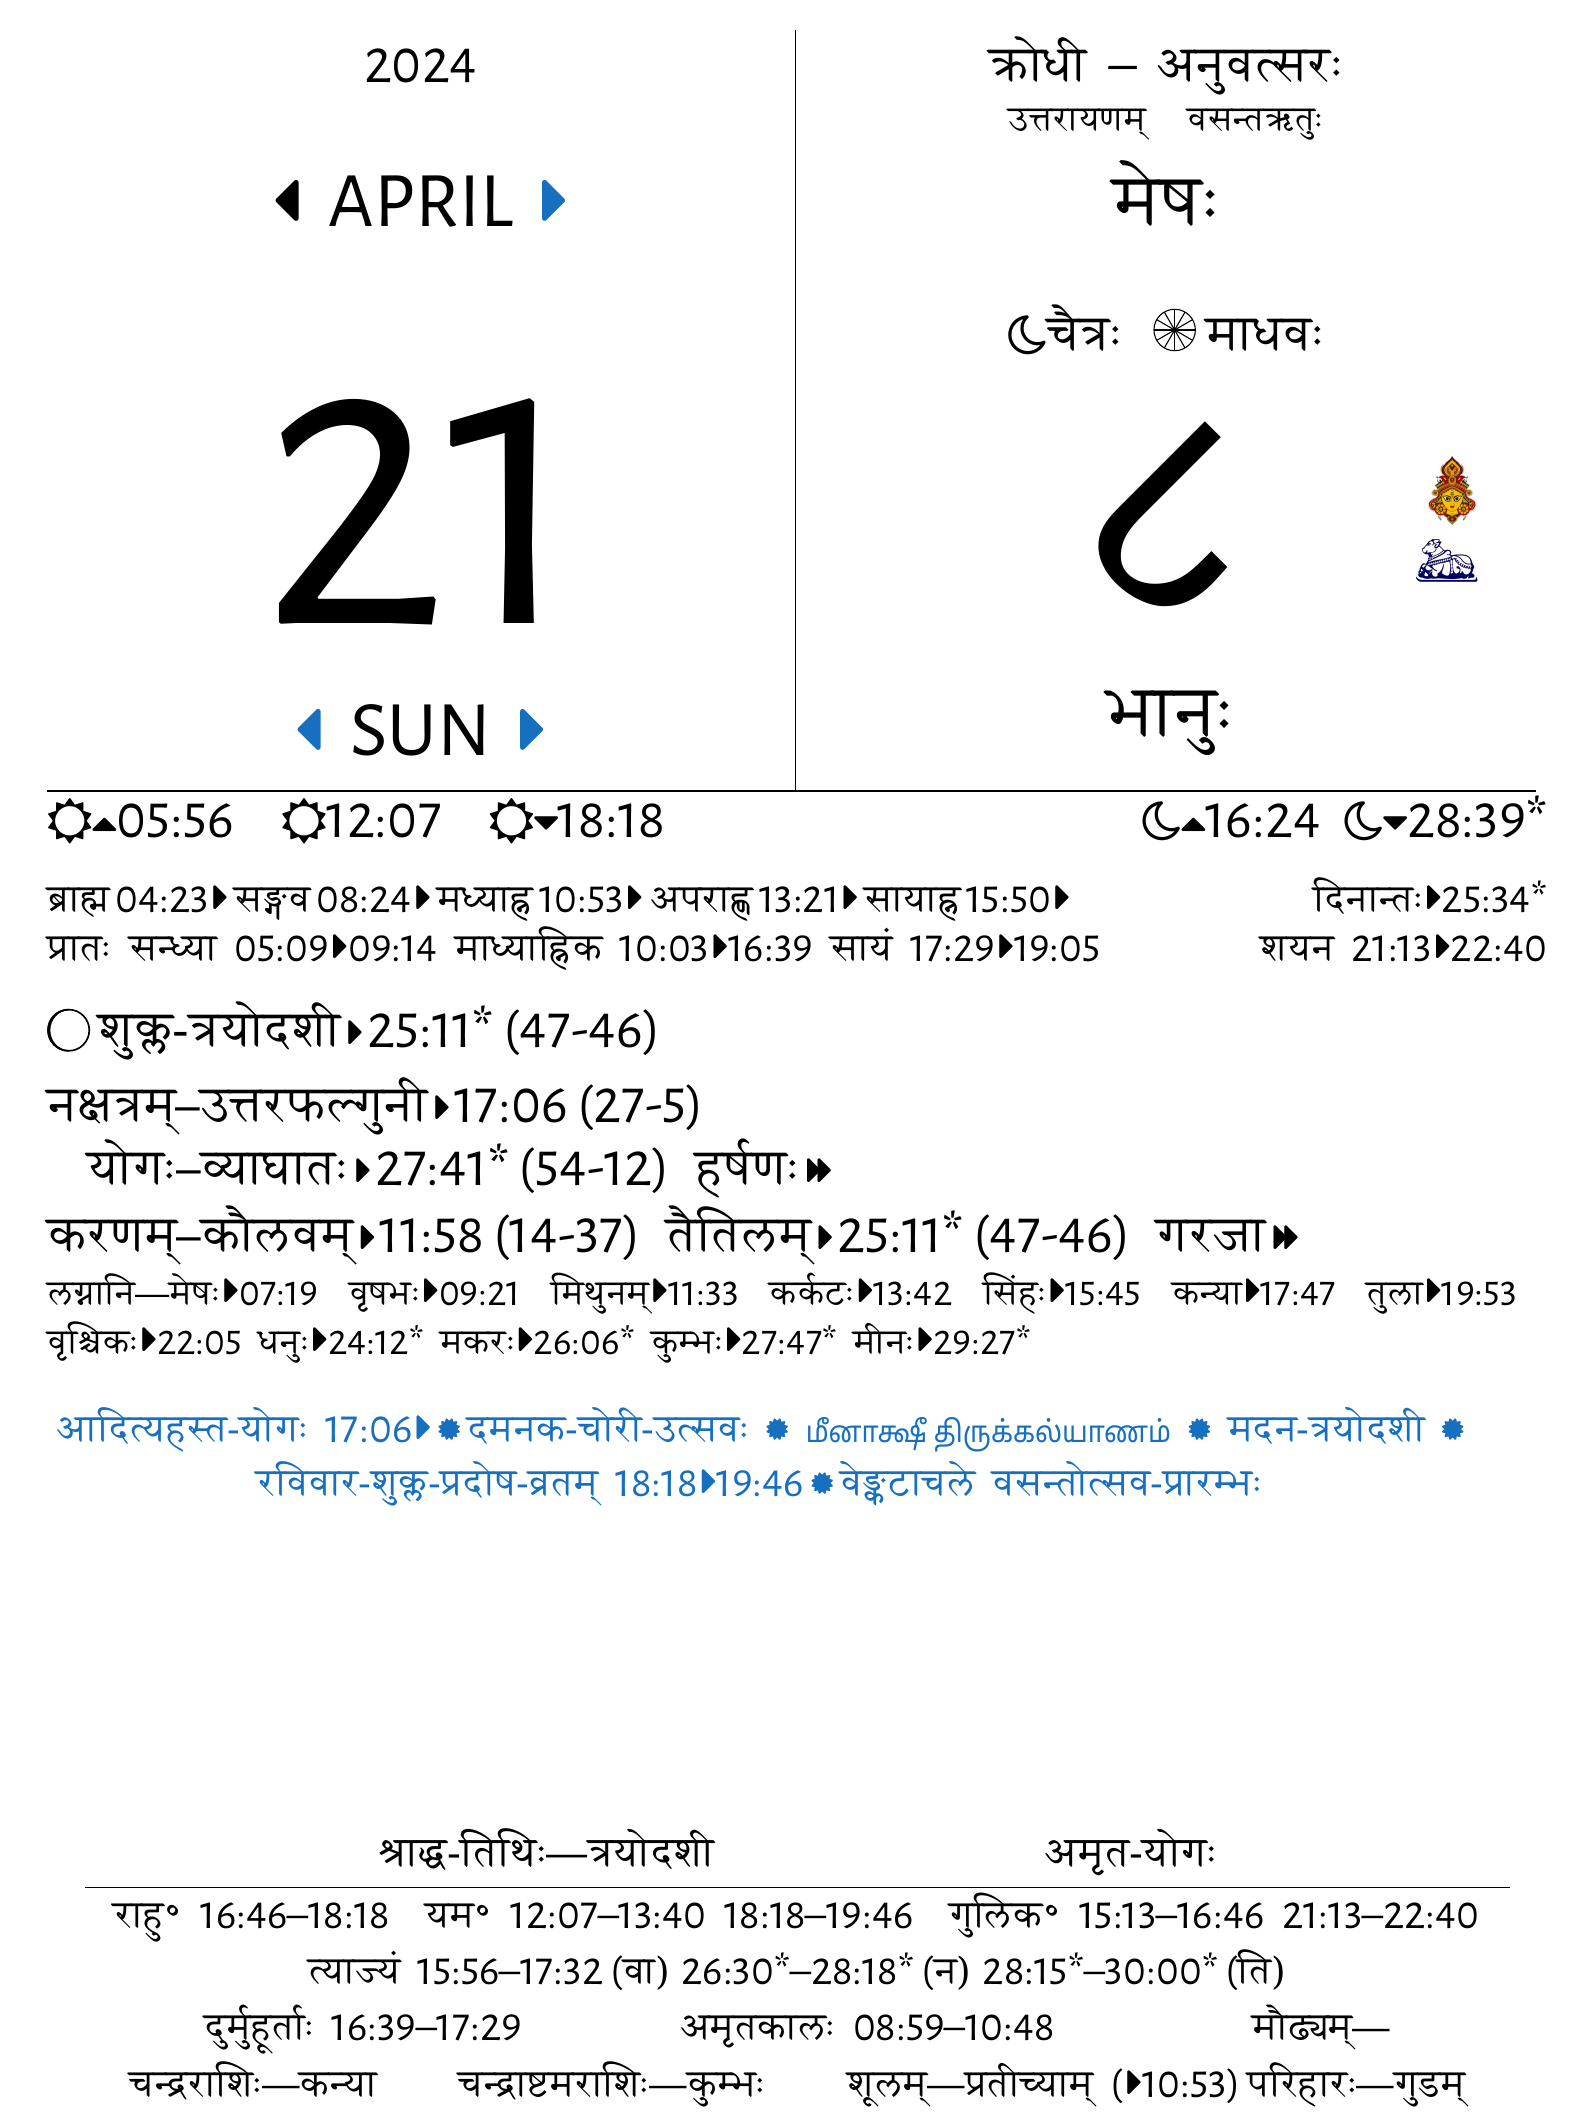 2024
APRIL
21
SUN
क्रोधी – अनुवत्सरः
उत्तरायणम् वसन्तऋतुः
मेषः
चैत्रः माधवः
८
भानुः
05:56 12:07 18:18 16:24 28:39*
ब्राह्म 04:23 सङ्गव 08:24 मध्याह्न 10:53 अपराह्ण 13:21 सायाह्न 15:50 दिनान्तः 25:34*
प्रातः सन्ध्या 05:09 09:14 माध्याह्निक 10:03 16:39 सायं 17:29 19:05 शयन 21:13 22:40
शुक्ल-त्रयोदशी 25:11* (47-46)
नक्षत्रम्–उत्तरफल्गुनी 17:06 (27-5)
योगः–व्याघातः 27:41* (54-12) हर्षणः
करणम्–कौलवम् 11:58 (14-37) तैतिलम् 25:11* (47-46) गरजा
लग्नानि—मेषः 07:19 वृषभः 09:21 मिथुनम् 11:33 कर्कटः 13:42 सिंहः 15:45 कन्या 17:47 तुला 19:53
वृश्चिकः 22:05 धनुः 24:12* मकरः 26:06* कुम्भः 27:47* मीनः 29:27*
आदित्यहस्त-योगः 17:06 दमनक-चोरी-उत्सवः மீனாக்ஷீ திருக்கல்யாணம் मदन-त्रयोदशी
रविवार-शुक्ल-प्रदोष-व्रतम् 18:18 19:46 वेङ्कटाचले वसन्तोत्सव-प्रारम्भः
श्राद्ध-तिथिः—त्रयोदशी अमृत-योगः
राहु॰ 16:46–18:18 यम॰ 12:07–13:40 18:18–19:46 गुलिक॰ 15:13–16:46 21:13–22:40
त्याज्यं 15:56–17:32 (वा) 26:30*–28:18* (न) 28:15*–30:00* (ति)
दुर्मुहूर्ताः 16:39–17:29 अमृतकालः 08:59–10:48 मौढ्यम्—
चन्द्रराशिः—कन्या चन्द्राष्टमराशिः—कुम्भः शूलम्—प्रतीच्याम् (10:53) परिहारः—गुडम्